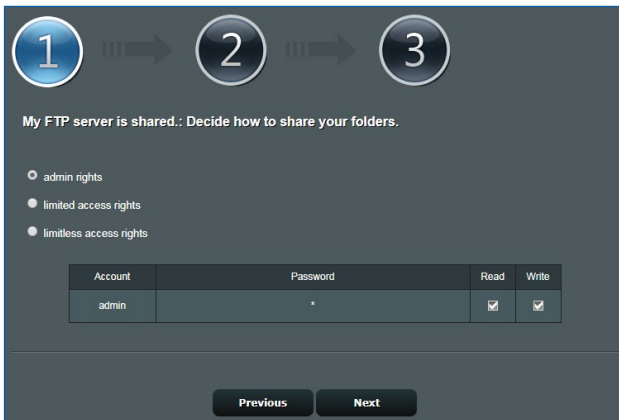 1 2 3
My FTP server is shared.: Decide how to share your folders.
admin rights
limited access rights
limitless access rights
Account Password Read Write
admin *
Previous Next